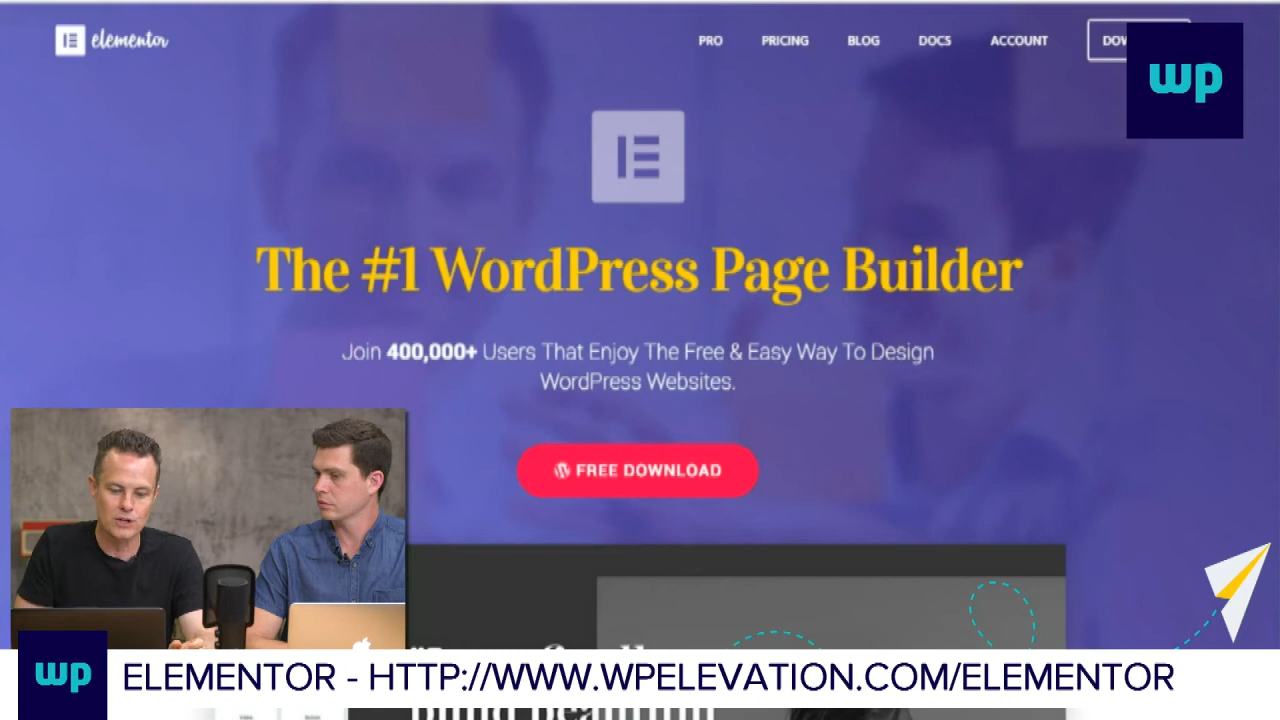 elementor
PRO PRICING BLOG DOCS ACCOUNT
wp
The #1 WordPress Page Builder
Join 400,000+ Users That Enjoy The Free & Easy Way To Design
WordPress Websites.
FREE DOWNLOAD
wp
ELEMENTOR - HTTP://WWW.WPELEVATION.COM/ELEMENTOR